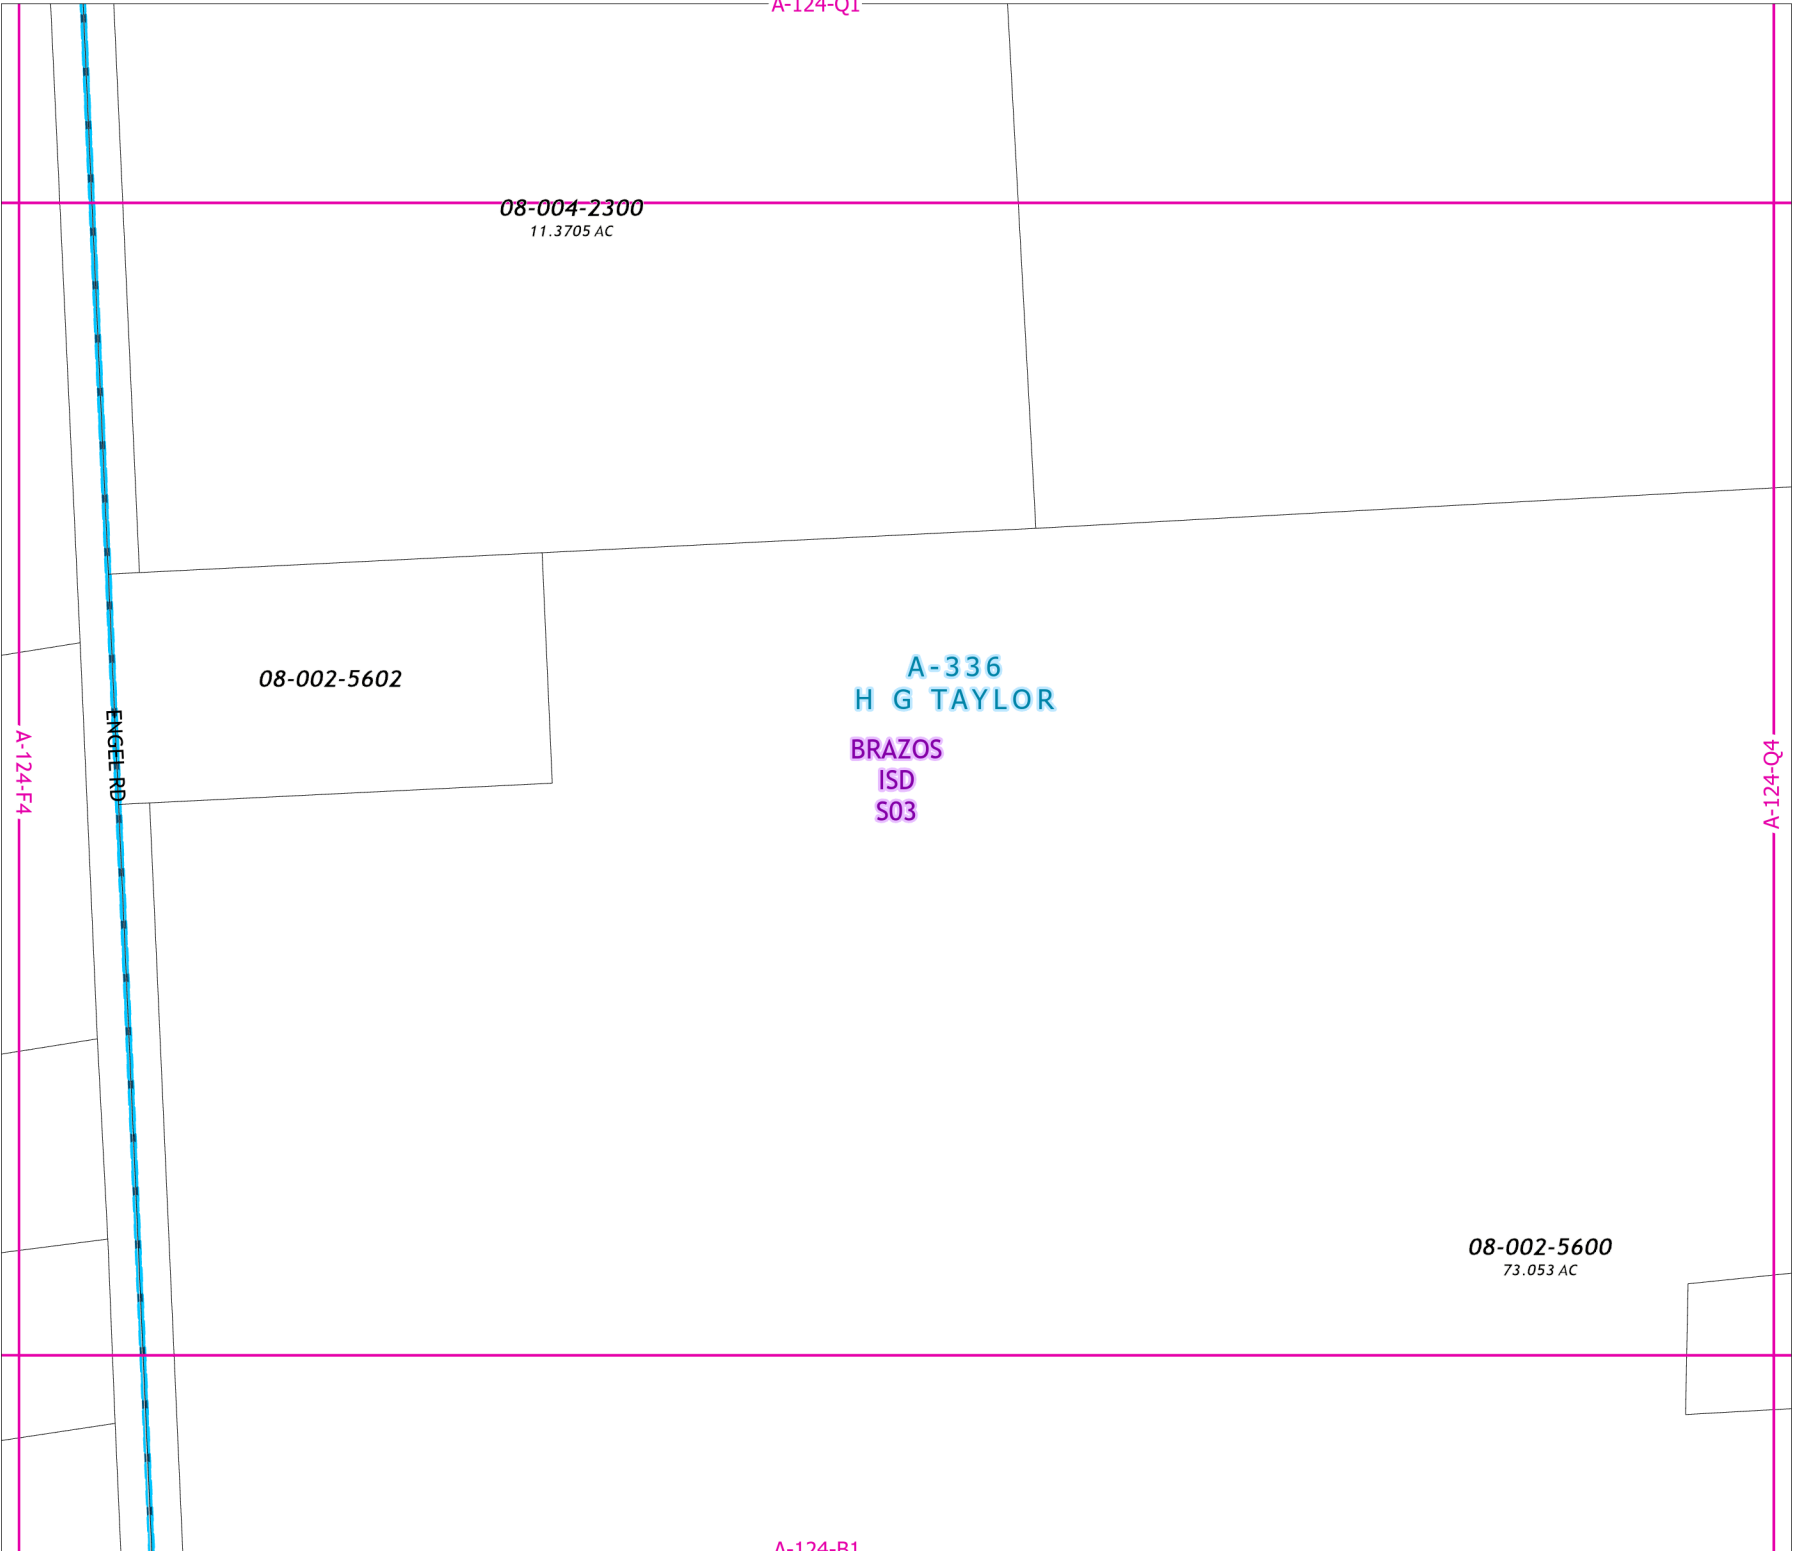 A-124-Q1
08-004-2300
11.3705 AC
A-336
H G TAYLOR
08-002-5602
ENGEL RD
BRAZOS
ISD
S03
A-124-F4
A-124-Q4
08-002-5600
73.053 AC
A-124-B1